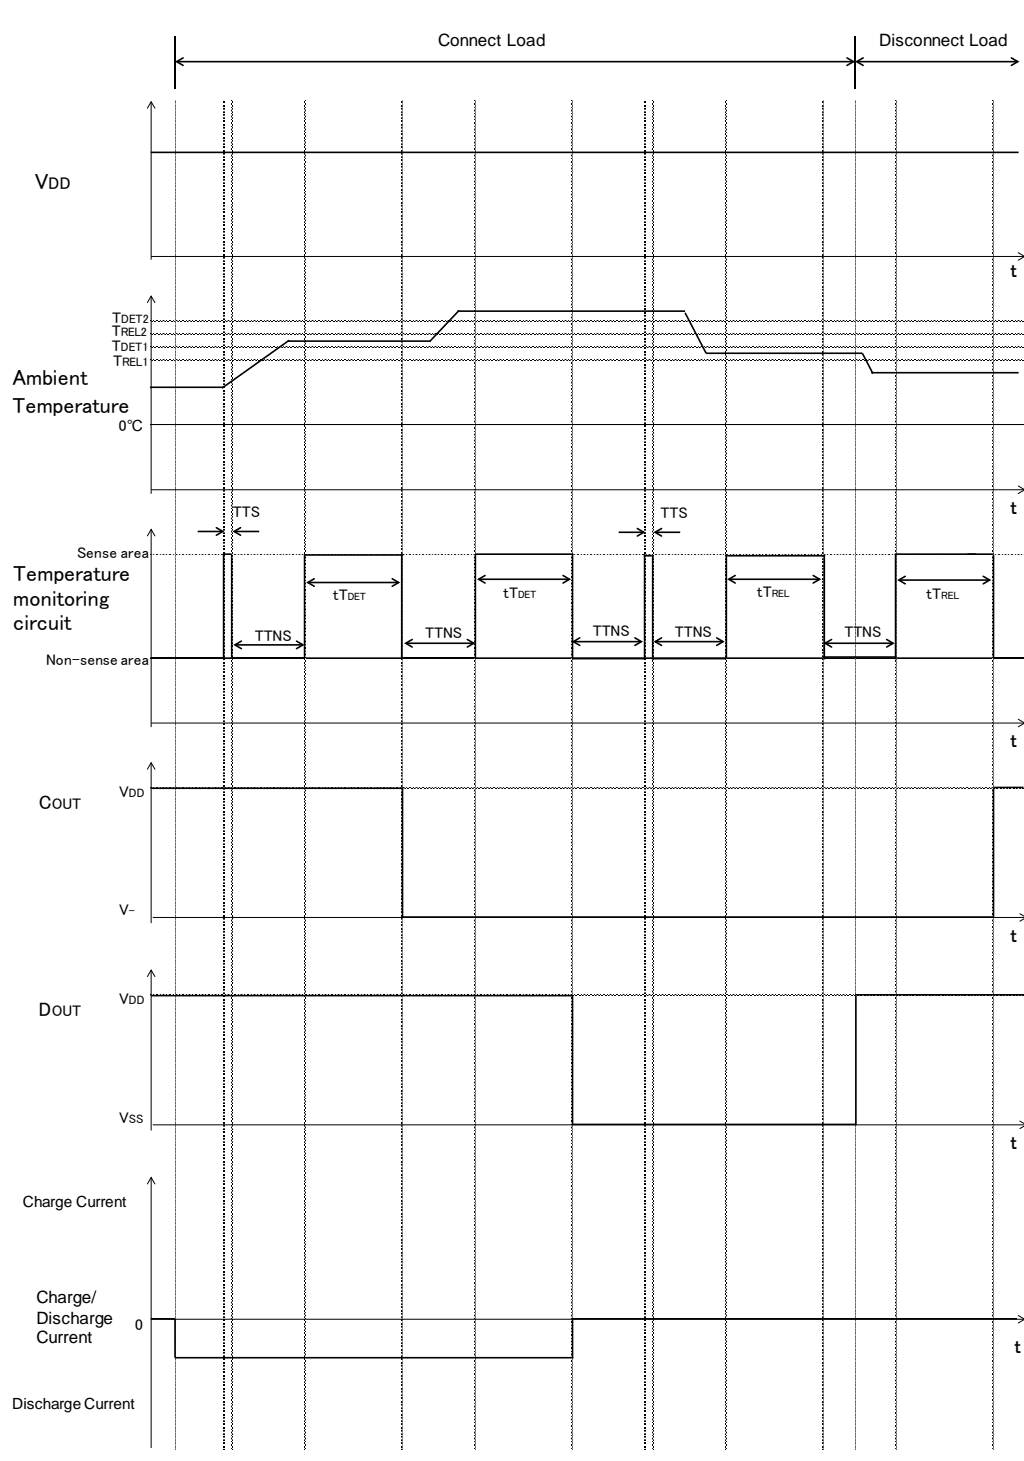 Connect Load
Disconnect Load
VDD
t
TDET2
TREL2
TDET1
TREL1
Ambient
Temperature
0℃
t
TTS
TTS
Sense area
Temperature
monitoring
circuit
tTDET
tTDET
tTREL
tTREL
TTNS
TTNS
TTNS
TTNS
TTNS
Non-sense area
t
COUT
VDD
V-
t
DOUT
VDD
VSS
t
Charge Current
Charge/
Discharge
Current
0
t
Discharge Current